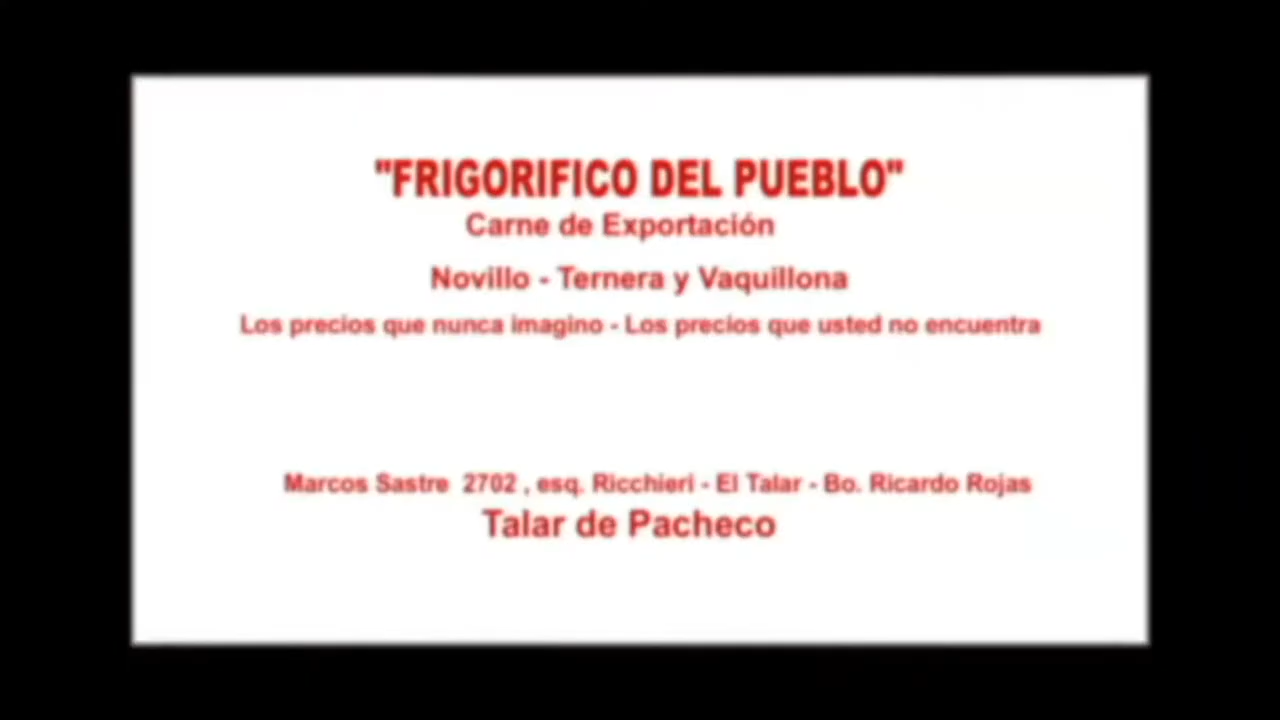 "FRIGORIFICO DEL PUEBLO"
Carne de Exportación
Novillo - Ternera y Vaquillona
Los precios que nunca imagino - Los precios que usted no encuentra
Marcos Sastre 2702 , esq. Ricchieri - El Talar - Bo. Ricardo Rojas
Talar de Pacheco